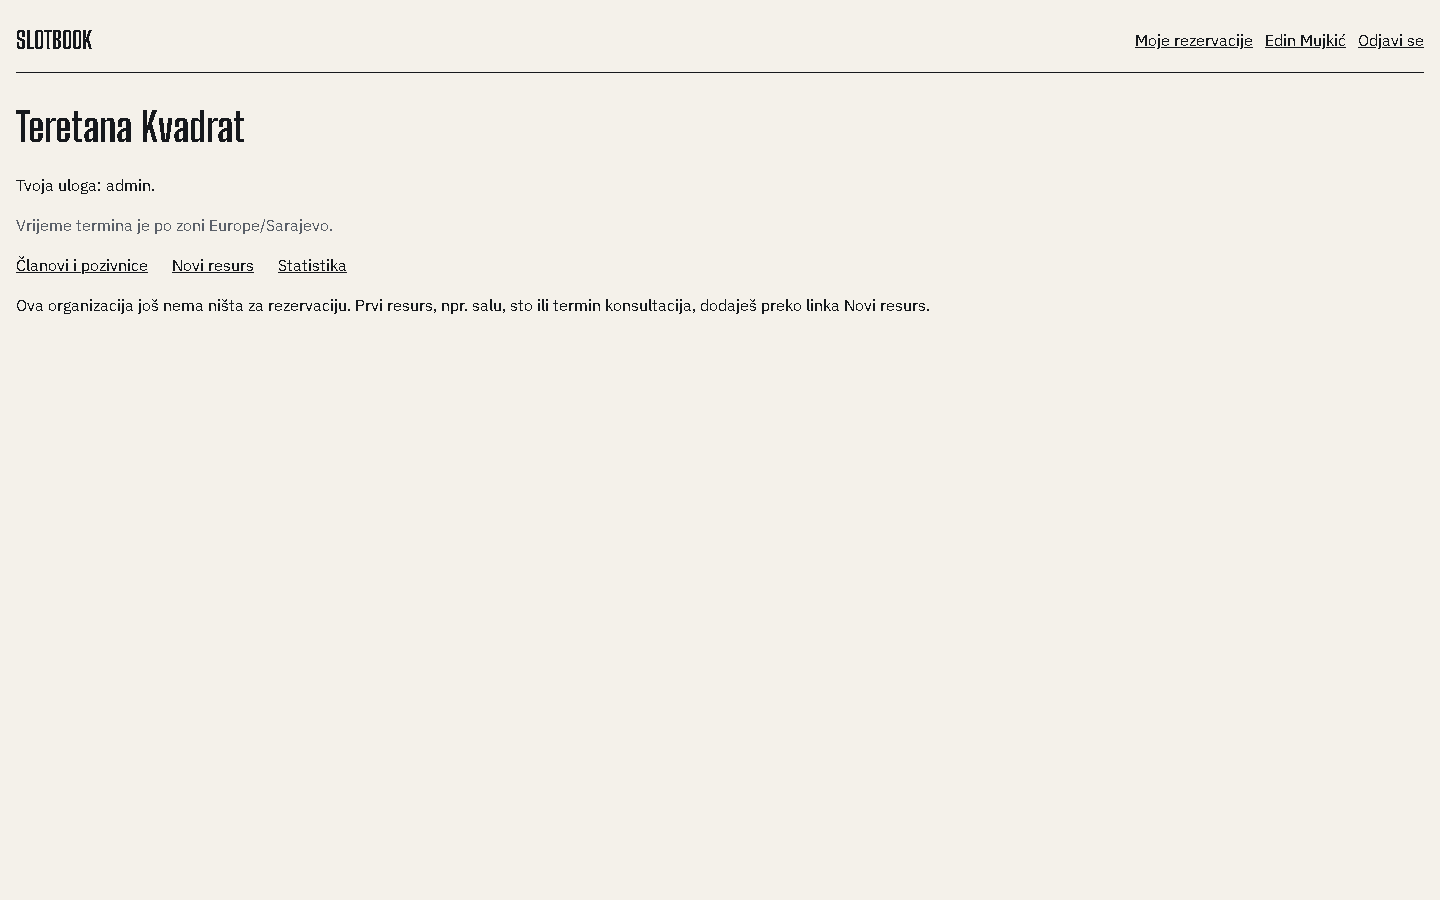 SLOTBOOK
Moje rezervacije Edin Mujkić Odjavi se
Teretana Kvadrat
Tvoja uloga: admin.
Vrijeme termina je po zoni Europe/Sarajevo.
Članovi i pozivnice Novi resurs Statistika
Ova organizacija još nema ništa za rezervaciju. Prvi resurs, npr. salu, sto ili termin konsultacija, dodaješ preko linka Novi resurs.